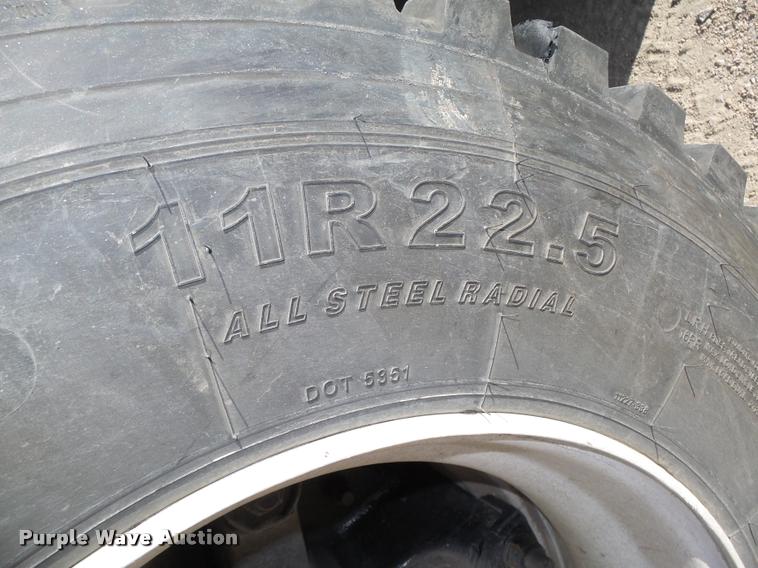 11R22.5
ALL STEEL RADIAL
DOT 5351
Purple Wave Auction